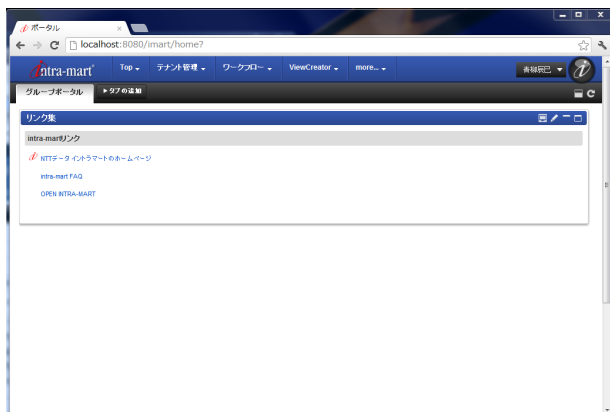 ポータル
localhost:8080/imart/home?
intra-mart
Top テナント管理 ワークフロー ViewCreator more... 青柳辰巳
グループポータル タブの追加
リンク集
intra-martリンク
NTTデータ イントラマートのホームページ
intra-mart FAQ
OPEN INTRA-MART